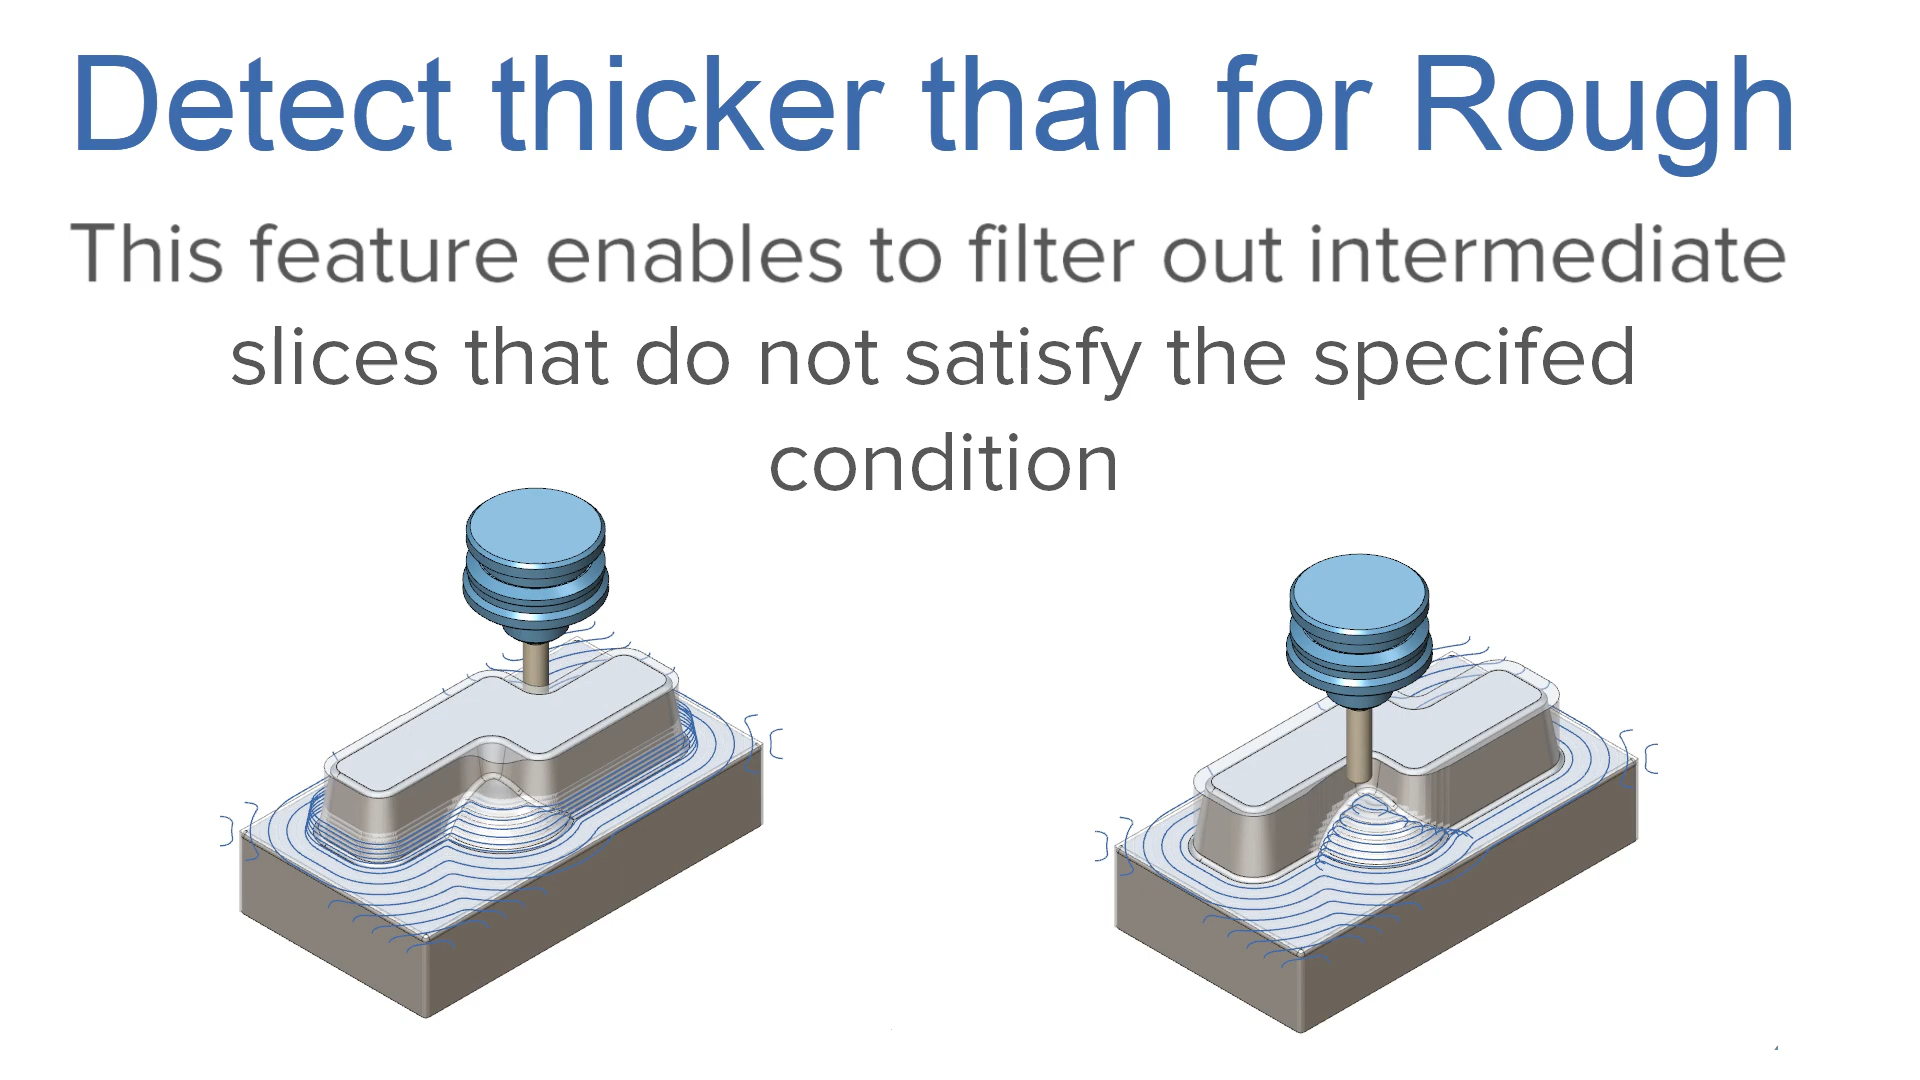 Detect thicker than for Rough
This feature enables to filter out intermediate
slices that do not satisfy the specifed
condition